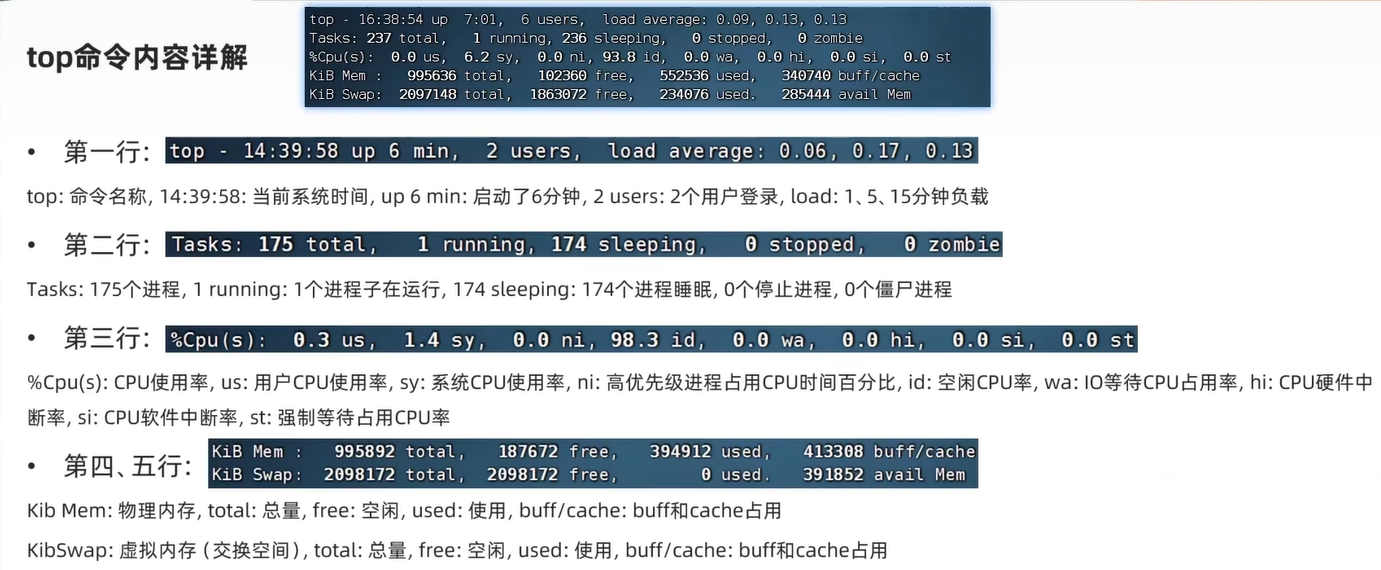 top命令内容详解
top - 16:38:54 up  7:01,  6 users,  load average: 0.09, 0.13, 0.13
Tasks: 237 total,   1 running, 236 sleeping,   0 stopped,   0 zombie
%Cpu(s):  0.0 us,  6.2 sy,  0.0 ni, 93.8 id,  0.0 wa,  0.0 hi,  0.0 si,  0.0 st
KiB Mem :   995636 total,   102360 free,   552536 used,   340740 buff/cache
KiB Swap:  2097148 total,  1863072 free,   234076 used.   285444 avail Mem
• 第一行: top - 14:39:58 up 6 min,  2 users,  load average: 0.06, 0.17, 0.13
top: 命令名称, 14:39:58: 当前系统时间, up 6 min: 启动了6分钟, 2 users: 2个用户登录, load: 1、5、15分钟负载
• 第二行: Tasks: 175 total,   1 running, 174 sleeping,   0 stopped,   0 zombie
Tasks: 175个进程, 1 running: 1个进程子在运行, 174 sleeping: 174个进程睡眠, 0个停止进程, 0个僵尸进程
• 第三行: %Cpu(s):  0.3 us,  1.4 sy,  0.0 ni, 98.3 id,  0.0 wa,  0.0 hi,  0.0 si,  0.0 st
%Cpu(s): CPU使用率, us: 用户CPU使用率, sy: 系统CPU使用率, ni: 高优先级进程占用CPU时间百分比, id: 空闲CPU率, wa: IO等待CPU占用率, hi: CPU硬件中
断率, si: CPU软件中断率, st: 强制等待占用CPU率
• 第四、五行: KiB Mem :   995892 total,   187672 free,   394912 used,   413308 buff/cache
KiB Swap:  2098172 total,  2098172 free,        0 used.   391852 avail Mem
Kib Mem: 物理内存, total: 总量, free: 空闲, used: 使用, buff/cache: buff和cache占用
KibSwap: 虚拟内存（交换空间）, total: 总量, free: 空闲, used: 使用, buff/cache: buff和cache占用